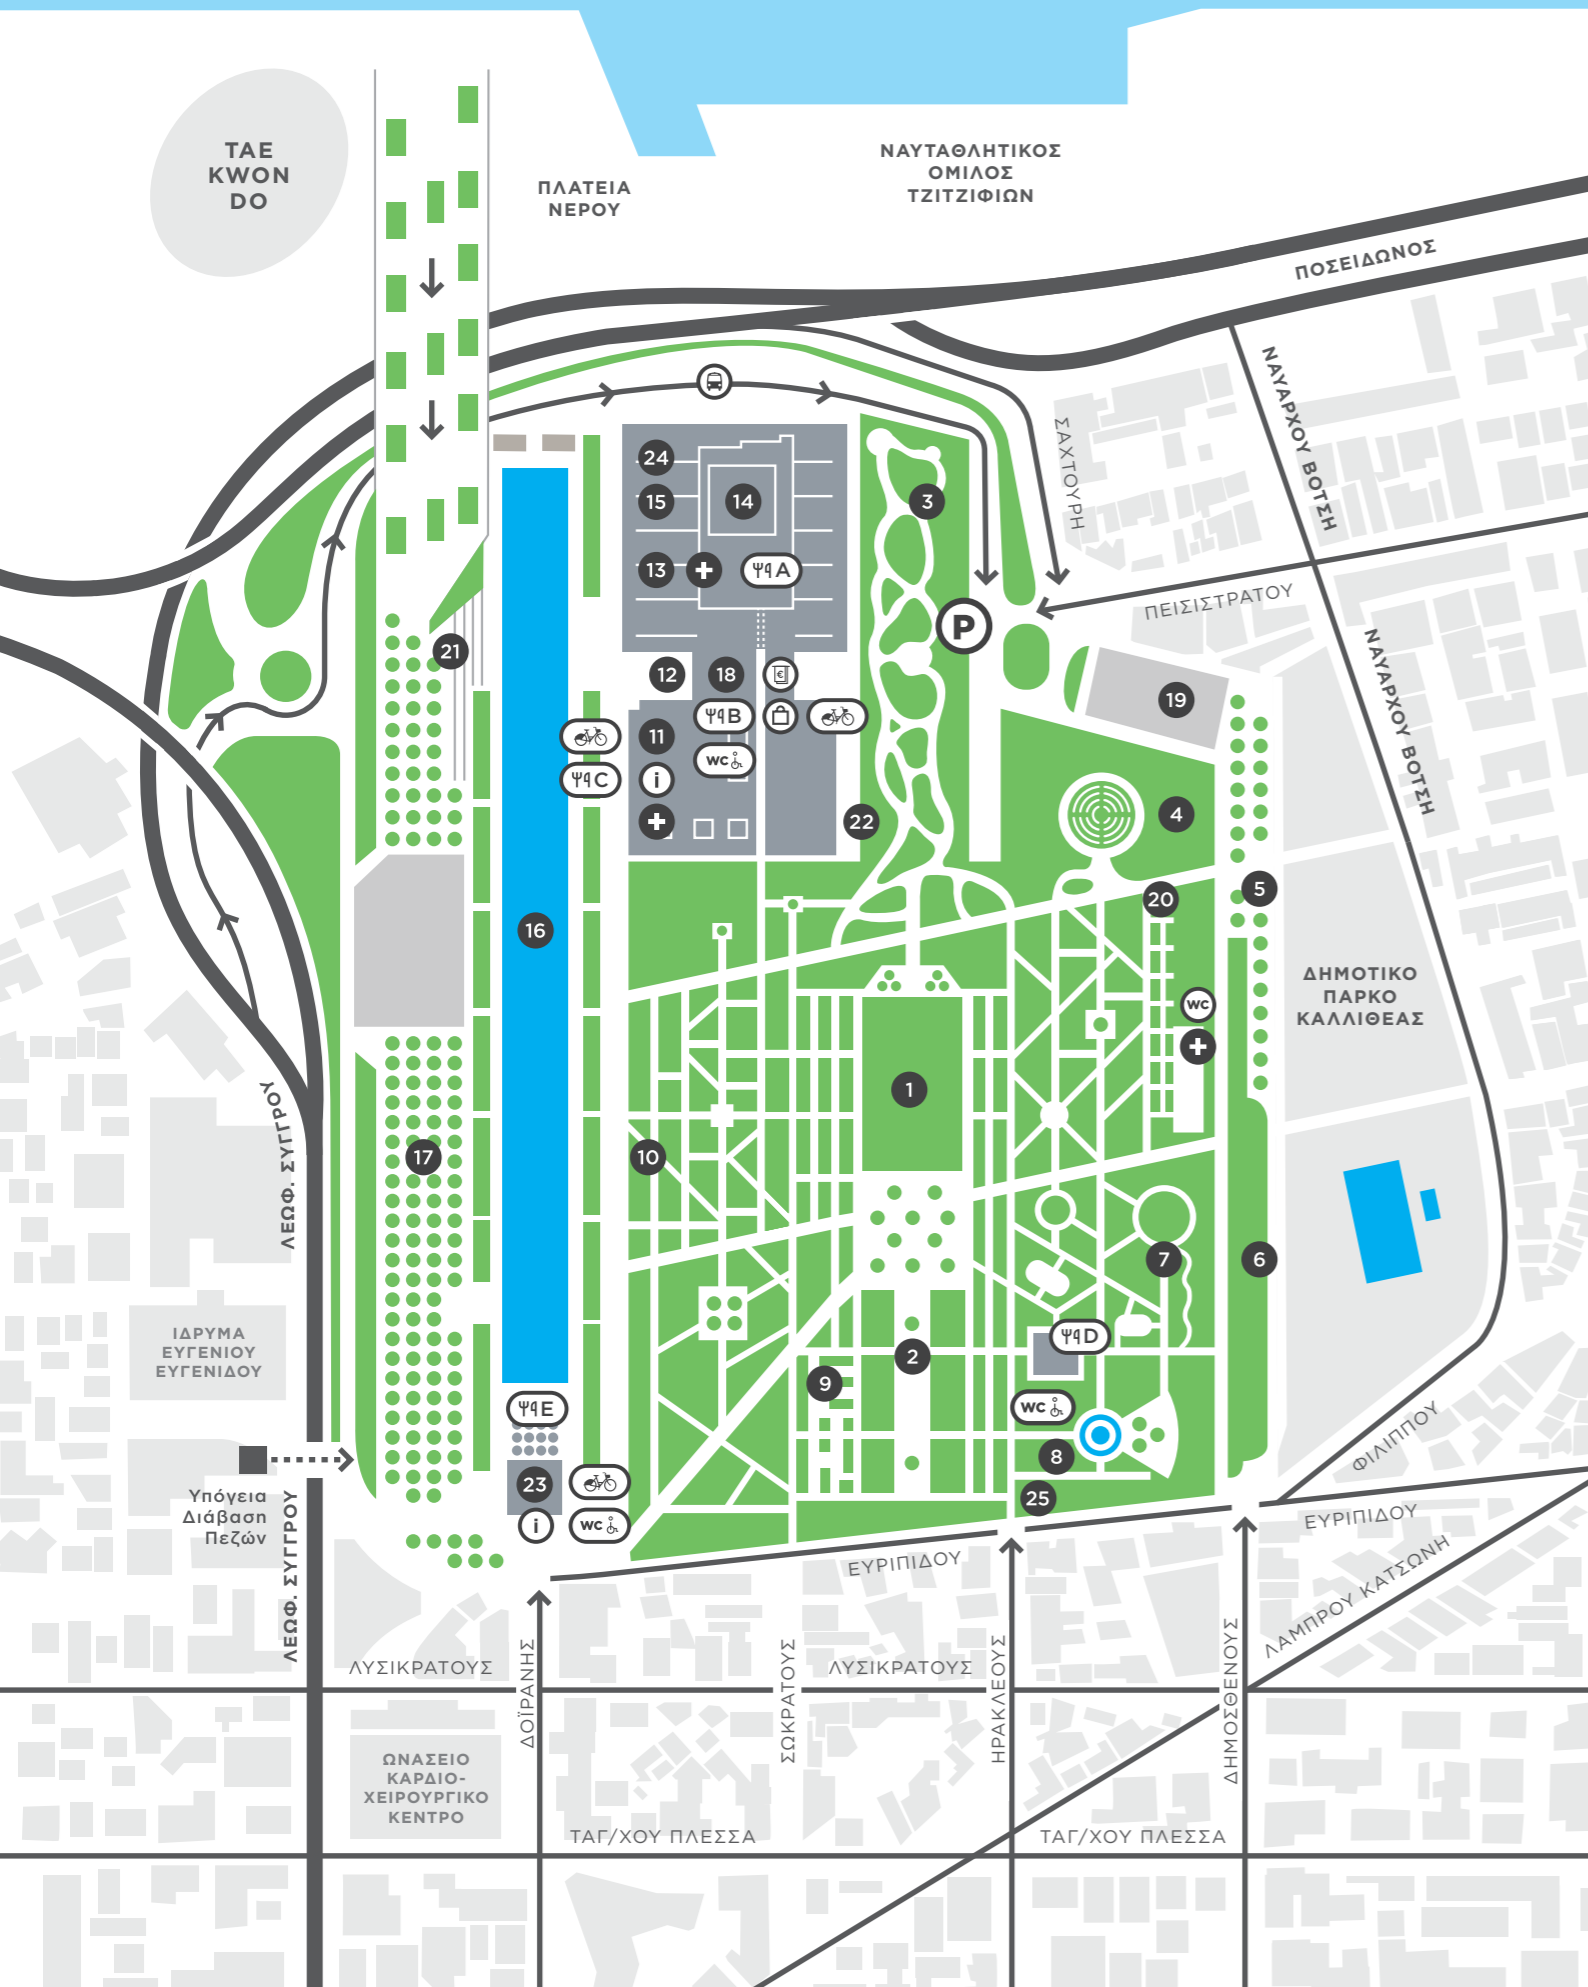 TAE
KWON
DO
ΠΛΑΤΕΙΑ
ΝΕΡΟΥ
ΝΑΥΤΑΘΛΗΤΙΚΟΣ
ΟΜΙΛΟΣ
ΤΖΙΤΖΙΦΙΩΝ
ΠΟΣΕΙΔΩΝΟΣ
ΝΑΥΑΡΧΟΥ ΒΟΤΣΗ
ΣΑΧΤΟΥΡΗ
24
15
14
3
13
A
ΠΕΙΣΙΣΤΡΑΤΟΥ
P
ΝΑΥΑΡΧΟΥ ΒΟΤΣΗ
21
12
18
€
19
B
11
C
i
WC
22
4
5
20
16
ΔΗΜΟΤΙΚΟ
ΠΑΡΚΟ
ΚΑΛΛΙΘΕΑΣ
WC
1
ΛΕΩΦ. ΣΥΓΓΡΟΥ
17
10
7
6
ΙΔΡΥΜΑ
ΕΥΓΕΝΙΟΥ
ΕΥΓΕΝΙΔΟΥ
D
2
9
E
WC
8
ΦΙΛΙΠΠΟΥ
23
25
i
WC
Υπόγεια
Διάβαση
Πεζών
ΛΕΩΦ. ΣΥΓΓΡΟΥ
ΕΥΡΙΠΙΔΟΥ
ΕΥΡΙΠΙΔΟΥ
ΛΑΜΠΡΟΥ ΚΑΤΣΩΝΗ
ΛΥΣΙΚΡΑΤΟΥΣ
ΔΟΪΡΑΝΗΣ
ΣΩΚΡΑΤΟΥΣ
ΛΥΣΙΚΡΑΤΟΥΣ
ΗΡΑΚΛΕΟΥΣ
ΔΗΜΟΣΘΕΝΟΥΣ
ΩΝΑΣΕΙΟ
ΚΑΡΔΙΟ-
ΧΕΙΡΟΥΡΓΙΚΟ
ΚΕΝΤΡΟ
ΤΑΓ/ΧΟΥ ΠΛΕΣΣΑ
ΤΑΓ/ΧΟΥ ΠΛΕΣΣΑ